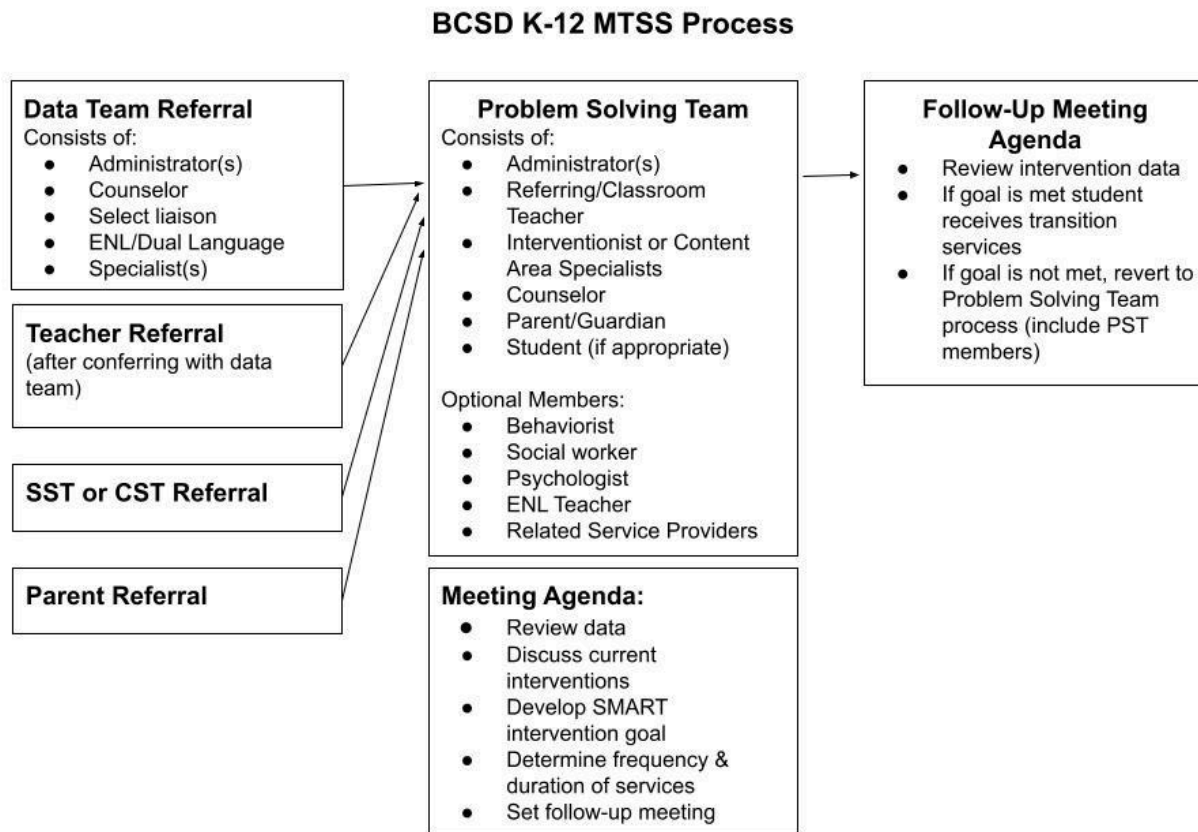 BCSD K-12 MTSS Process
Data Team Referral
Consists of:
● Administrator(s)
● Counselor
● Select liaison
● ENL/Dual Language
● Specialist(s)
Teacher Referral
(after conferring with data
team)
SST or CST Referral
Parent Referral
Problem Solving Team
Consists of:
● Administrator(s)
● Referring/Classroom
Teacher
● Interventionist or Content
Area Specialists
● Counselor
● Parent/Guardian
● Student (if appropriate)
Optional Members:
● Behaviorist
● Social worker
● Psychologist
● ENL Teacher
● Related Service Providers
Meeting Agenda:
● Review data
● Discuss current
interventions
● Develop SMART
intervention goal
● Determine frequency &
duration of services
● Set follow-up meeting
Follow-Up Meeting
Agenda
● Review intervention data
● If goal is met student
receives transition
services
● If goal is not met, revert to
Problem Solving Team
process (include PST
members)